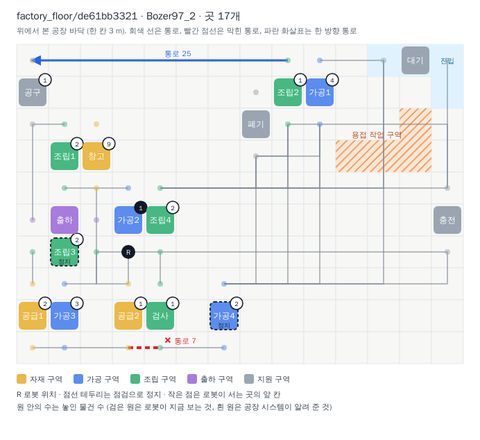 factory_floor/de61bb3321 · Bozer97_2 · 곳 17개
위에서 본 공장 바닥 (한 칸 3 m). 회색 선은 통로, 빨간 점선은 막힌 통로, 파란 화살표는 한 방향 통로
통로 25
대기
전립
공구 1
조립2 2
가공1 4
폐기
용접 작업 구역
조립1 2
창고 9
출하
가공2 1
조립4 2
충전
조립3 2
정지
R
공급1 2
가공3 3
공급2 1
검사 1
가공4 2
정지
통로 7
자재 구역
가공 구역
조립 구역
출하 구역
지원 구역
R 로봇 위치 · 점선 테두리는 점검으로 정지 · 작은 점은 로봇이 서는 곳의 앞 칸
원 안의 수는 놓인 물건 수 (검은 원은 로봇이 지금 보는 것, 흰 원은 공장 시스템이 알려 준 것)